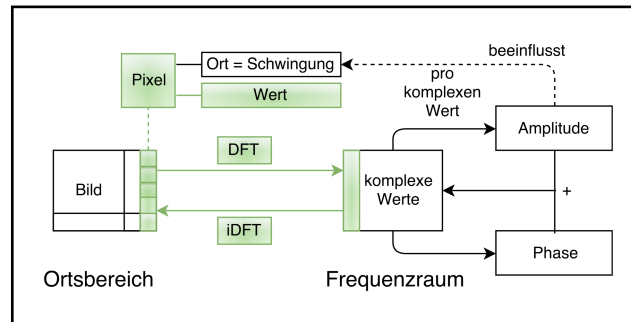 beeinflusst
Pixel
Ort = Schwingung
Wert
pro
komplexen
Wert
Amplitude
DFT
Bild
komplexe
Werte
+
iDFT
Phase
Ortsbereich
Frequenzraum